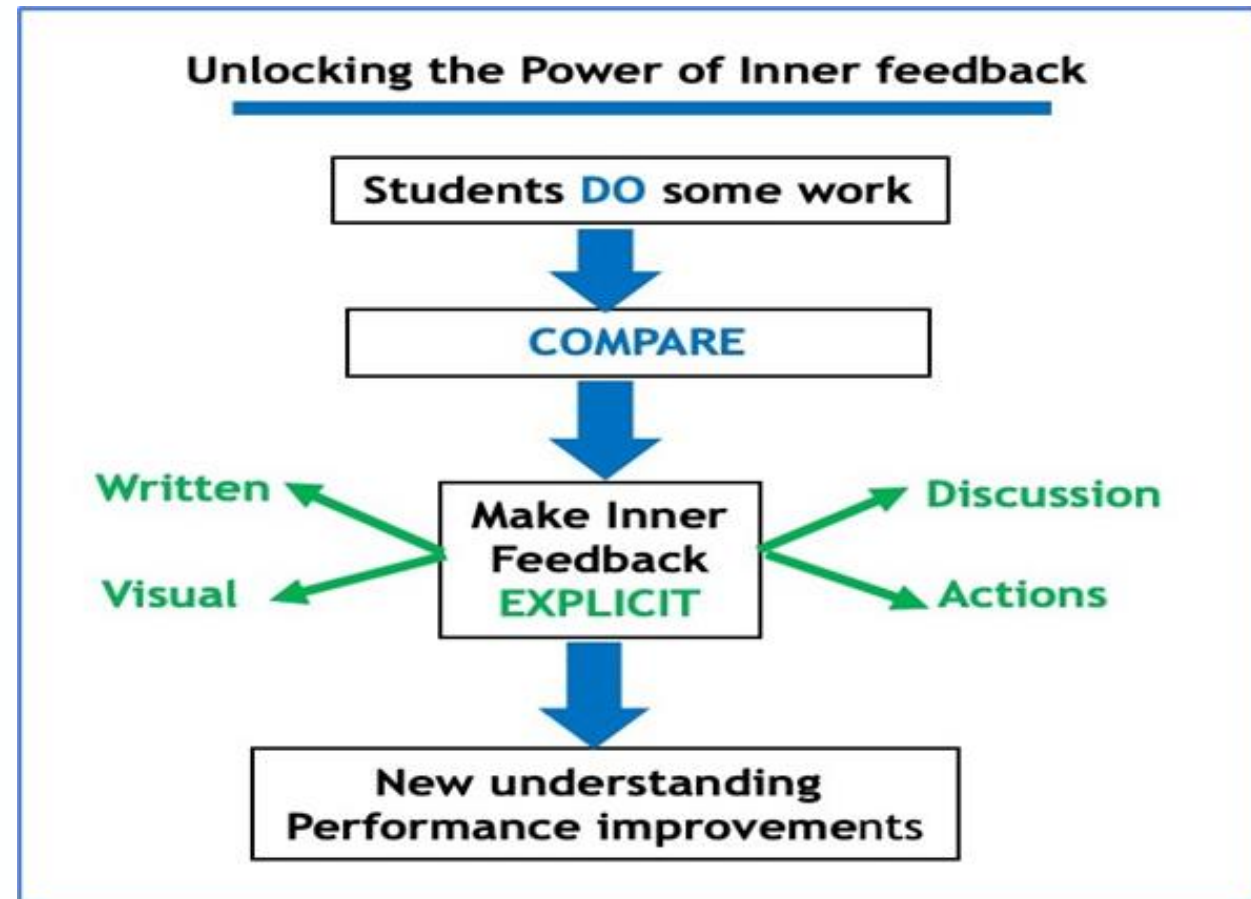 Unlocking the Power of Inner feedback
Students DO some work
COMPARE
Written
Visual
Make Inner
Feedback
EXPLICIT
Discussion
Actions
New understanding
Performance improvements